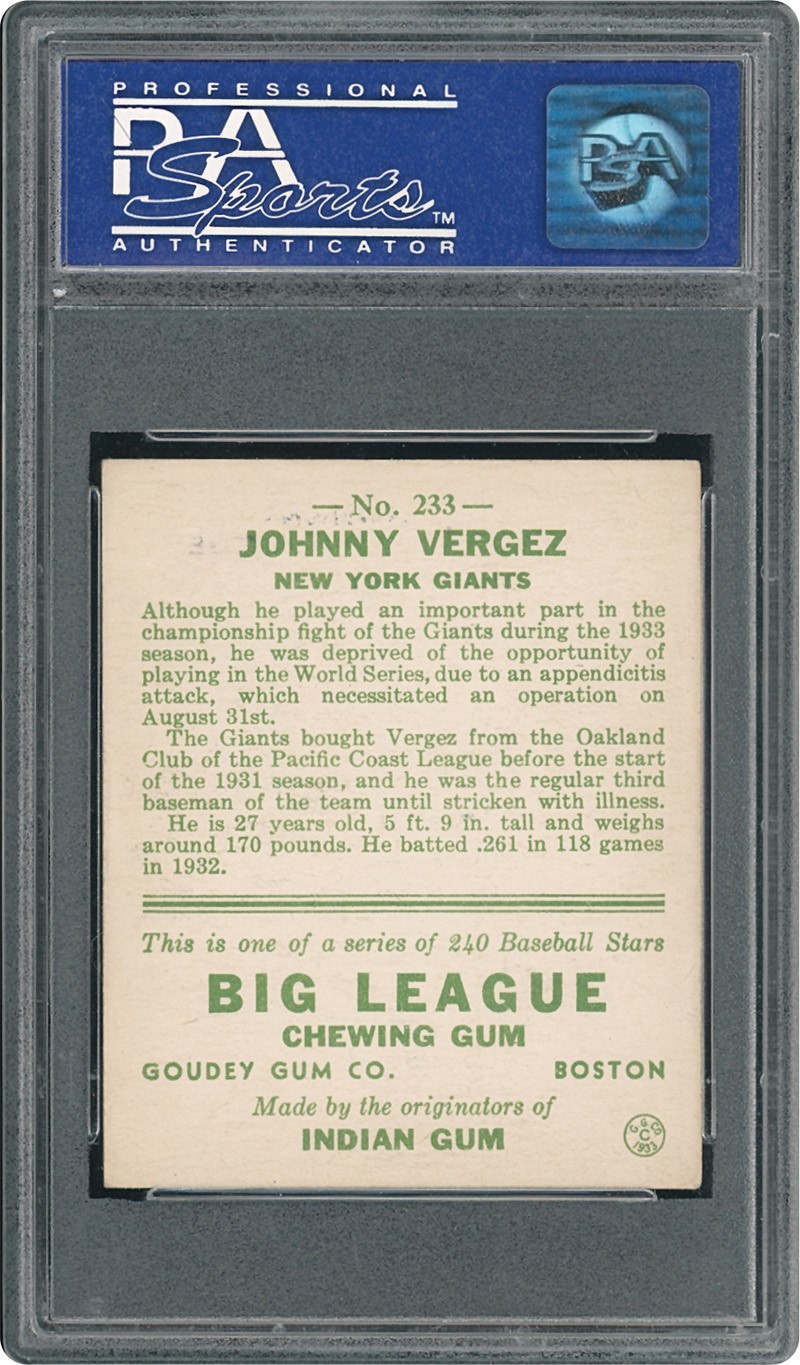 PROFESSIONAL
PSA
Sports™
AUTHENTICATOR
PSA
— No. 233 —
JOHNNY VERGEZ
NEW YORK GIANTS
Although he played an important part in the
championship fight of the Giants during the 1933
season, he was deprived of the opportunity of
playing in the World Series, due to an appendicitis
attack, which necessitated an operation on
August 31st.
The Giants bought Vergez from the Oakland
Club of the Pacific Coast League before the start
of the 1931 season, and he was the regular third
baseman of the team until stricken with illness.
He is 27 years old, 5 ft. 9 in. tall and weighs
around 170 pounds. He batted .261 in 118 games
in 1932.
This is one of a series of 240 Baseball Stars
BIG LEAGUE
CHEWING GUM
GOUDEY GUM CO. BOSTON
Made by the originators of
INDIAN GUM
G. G. CO
C
1933